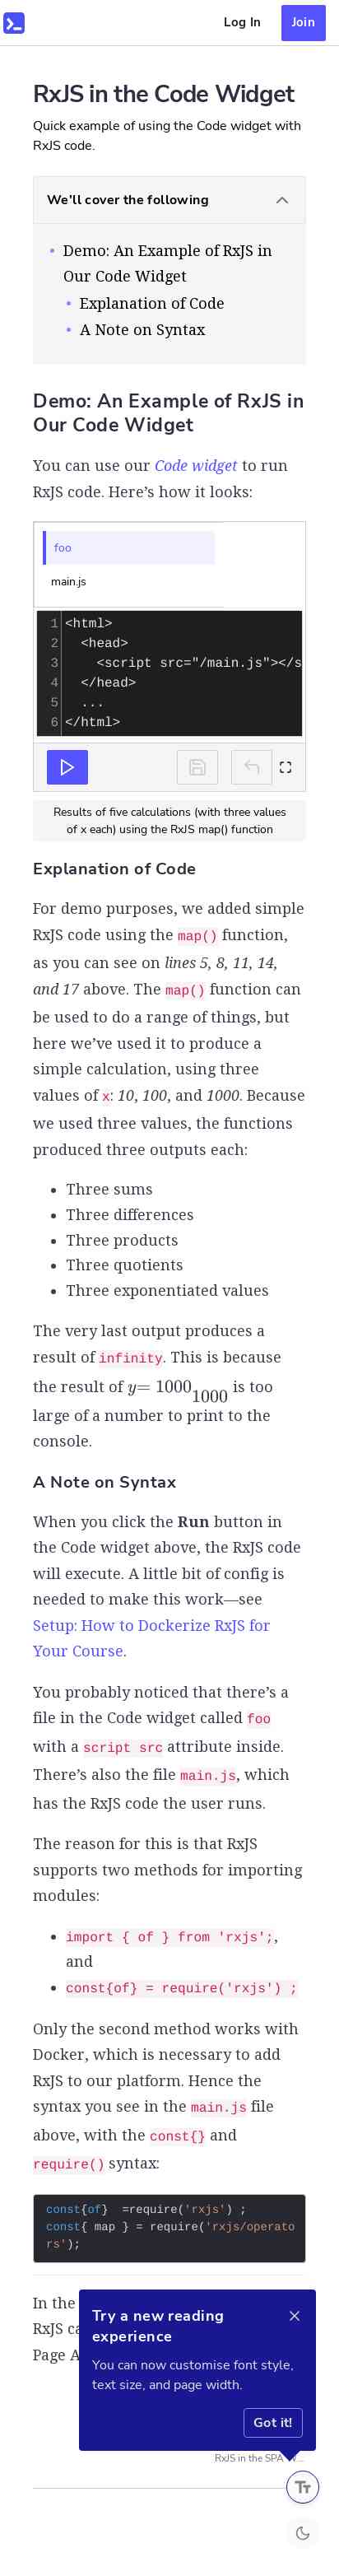 Log In
Join
RxJS in the Code Widget
Quick example of using the Code widget with
RxJS code.
We'll cover the following
Demo: An Example of RxJS in
Our Code Widget
Explanation of Code
A Note on Syntax
Demo: An Example of RxJS in
Our Code Widget
You can use our Code widget to run
RxJS code. Here's how it looks:
foo
main.js
1 <html>
2   <head>
3     <script src="/main.js"></s
4   </head>
5   ...
6 </html>
Results of five calculations (with three values
of x each) using the RxJS map() function
Explanation of Code
For demo purposes, we added simple
RxJS code using the map() function,
as you can see on lines 5, 8, 11, 14,
and 17 above. The map() function can
be used to do a range of things, but
here we've used it to produce a
simple calculation, using three
values of x: 10, 100, and 1000. Because
we used three values, the functions
produced three outputs each:
• Three sums
• Three differences
• Three products
• Three quotients
• Three exponentiated values
The very last output produces a
result of infinity. This is because
the result of y= 1000 1000 is too
large of a number to print to the
console.
A Note on Syntax
When you click the Run button in
the Code widget above, the RxJS code
will execute. A little bit of config is
needed to make this work—see
Setup: How to Dockerize RxJS for
Your Course.
You probably noticed that there's a
file in the Code widget called foo
with a script src attribute inside.
There's also the file main.js, which
has the RxJS code the user runs.
The reason for this is that RxJS
supports two methods for importing
modules:
• import { of } from 'rxjs';,
and
• const{of} = require('rxjs') ;
Only the second method works with
Docker, which is necessary to add
RxJS to our platform. Hence the
syntax you see in the main.js file
above, with the const{} and
require() syntax:
const{of}  =require('rxjs') ;
const{ map } = require('rxjs/operato
rs');
In the
RxJS ca
Page A
Try a new reading
experience
You can now customise font style,
text size, and page width.
Got it!
RxJS in the SPA W...
Tt